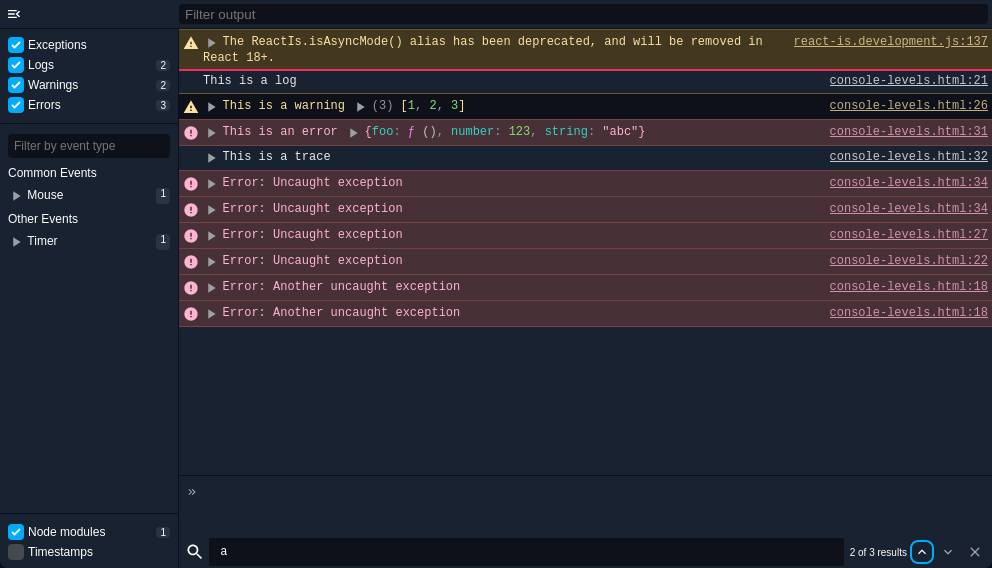 Filter output
Exceptions
Logs 2
Warnings 2
Errors 3
Filter by event type
Common Events
Mouse 1
Other Events
Timer 1
Node modules 1
Timestamps
The ReactIs.isAsyncMode() alias has been deprecated, and will be removed in react-is.development.js:137
React 18+.
This is a log console-levels.html:21
This is a warning (3) [1, 2, 3] console-levels.html:26
This is an error {foo: ƒ (), number: 123, string: "abc"} console-levels.html:31
This is a trace console-levels.html:32
Error: Uncaught exception console-levels.html:34
Error: Uncaught exception console-levels.html:34
Error: Uncaught exception console-levels.html:27
Error: Uncaught exception console-levels.html:22
Error: Another uncaught exception console-levels.html:18
Error: Another uncaught exception console-levels.html:18
»
a 2 of 3 results